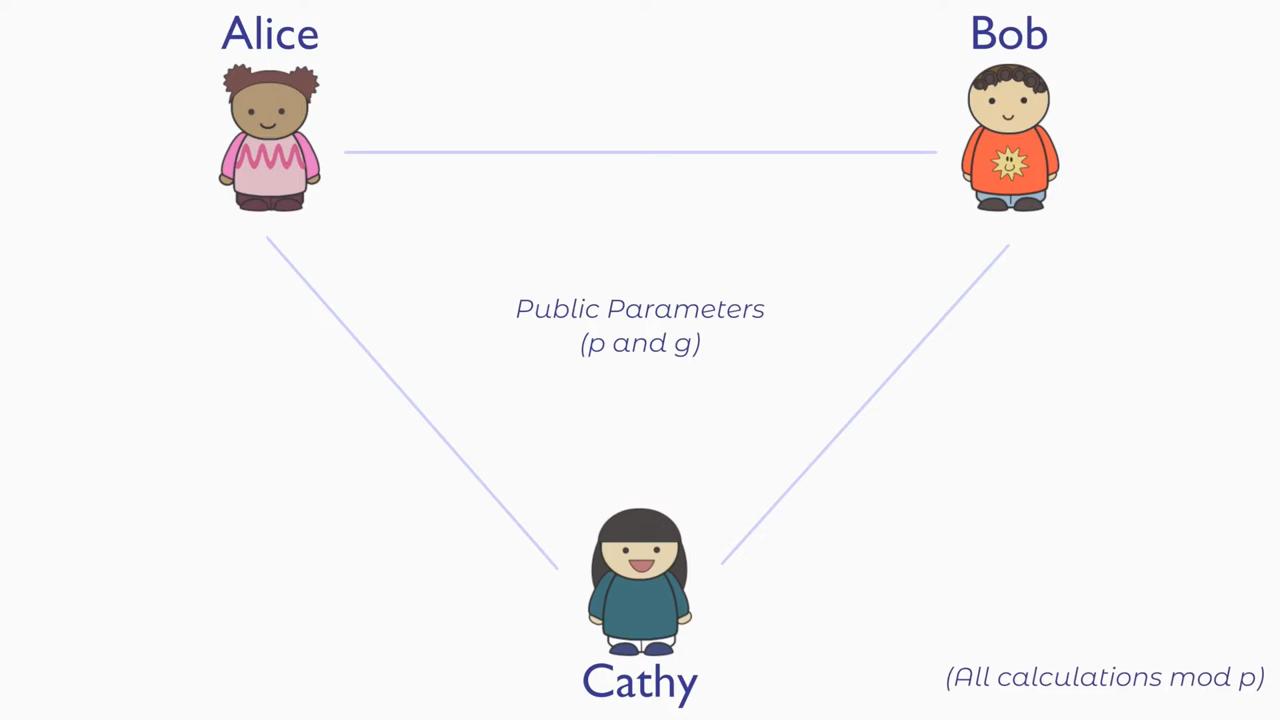 Alice
Bob
Public Parameters
(p and g)
Cathy
(All calculations mod p)